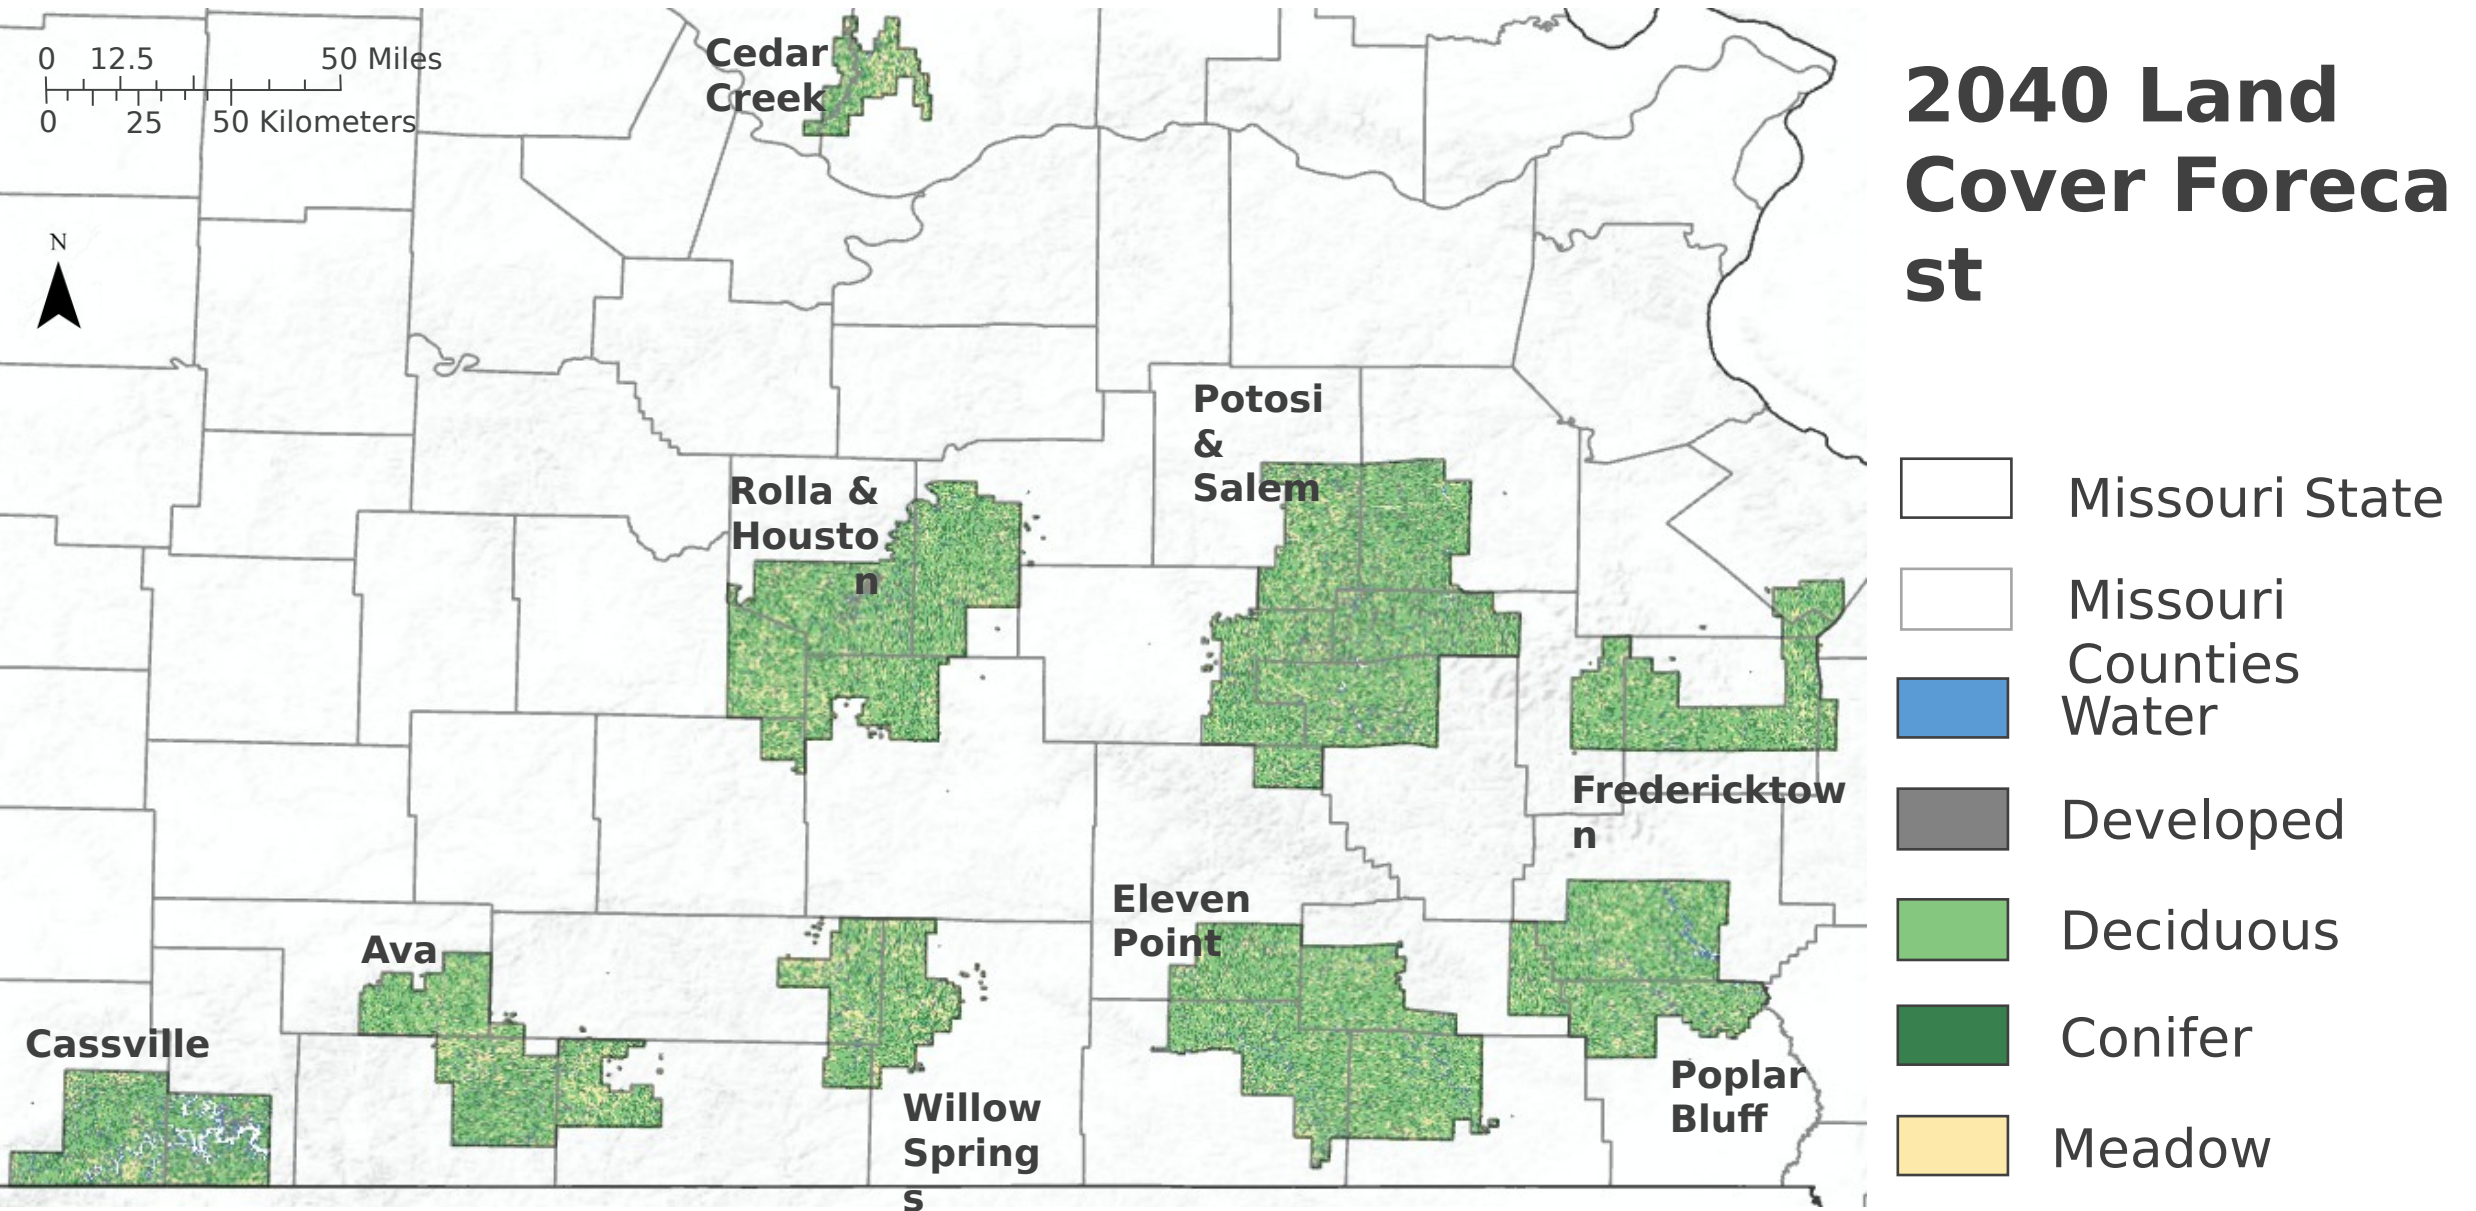 0 12.5 50 Miles
0 25 50 Kilometers
N
Cedar
Creek
Potosi
&
Salem
Rolla &
Housto
n
Fredericktow
n
Eleven
Point
Ava
Cassville
Willow
Spring
s
Poplar
Bluff
2040 Land
Cover Foreca
st
Missouri State
Missouri
Counties
Water
Developed
Deciduous
Conifer
Meadow